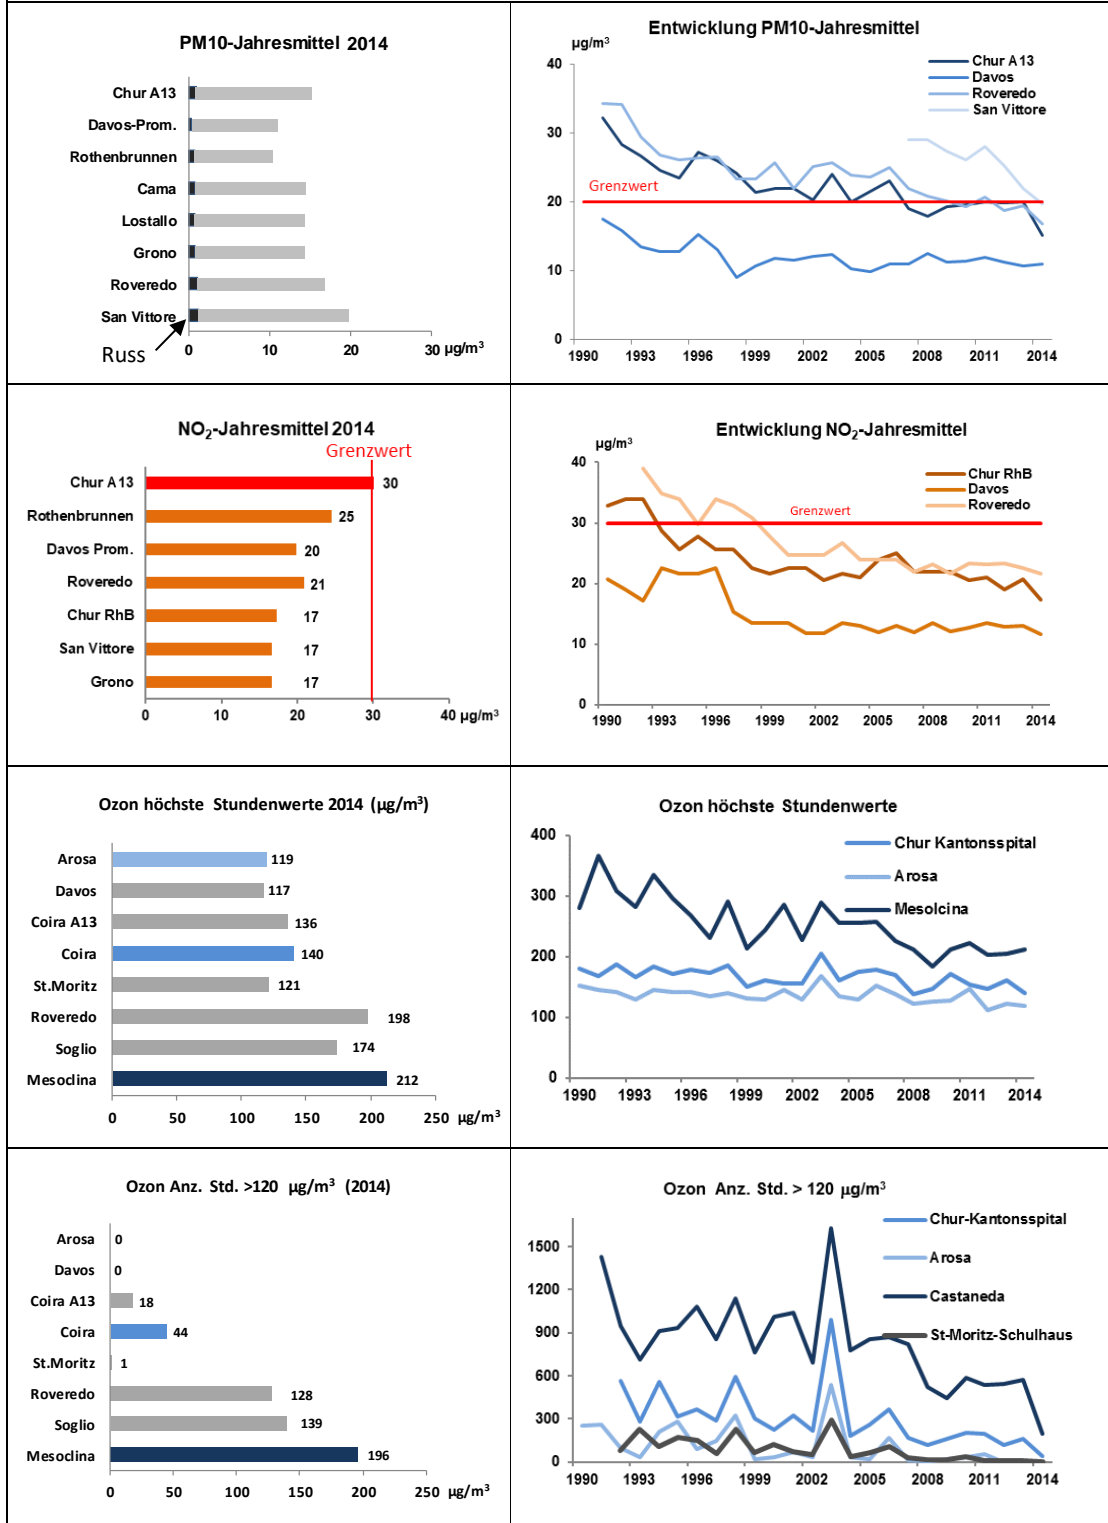 PM10-Jahresmittel 2014
Chur A13
Davos-Prom.
Rothenbrunnen
Cama
Lostallo
Grono
Roveredo
San Vittore
Russ
0 10 20 30 µg/m³
Entwicklung PM10-Jahresmittel
µg/m³
Chur A13
Davos
Roveredo
San Vittore
Grenzwert
40
30
20
10
0
1990 1993 1996 1999 2002 2005 2008 2011 2014
NO₂-Jahresmittel 2014
Grenzwert
Chur A13 30
Rothenbrunnen 25
Davos Prom. 20
Roveredo 21
Chur RhB 17
San Vittore 17
Grono 17
0 10 20 30 40 µg/m³
Entwicklung NO₂-Jahresmittel
µg/m³
Chur RhB
Davos
Roveredo
Grenzwert
40
30
20
10
0
1990 1993 1996 1999 2002 2005 2008 2011 2014
Ozon höchste Stundenwerte 2014 (µg/m³)
Arosa 119
Davos 117
Coira A13 136
Coira 140
St.Moritz 121
Roveredo 198
Soglio 174
Mesoclina 212
0 50 100 150 200 250 µg/m³
Ozon höchste Stundenwerte
Chur Kantonsspital
Arosa
Mesolcina
400
300
200
100
0
1990 1993 1996 1999 2002 2005 2008 2011 2014
Ozon Anz. Std. >120 µg/m³ (2014)
Arosa 0
Davos 0
Coira A13 18
Coira 44
St.Moritz 1
Roveredo 128
Soglio 139
Mesoclina 196
0 50 100 150 200 250
Ozon Anz. Std. > 120 µg/m³
Chur-Kantonsspital
Arosa
Castaneda
St-Moritz-Schulhaus
1500
1200
900
600
300
0
1990 1993 1996 1999 2002 2005 2008 2011 2014